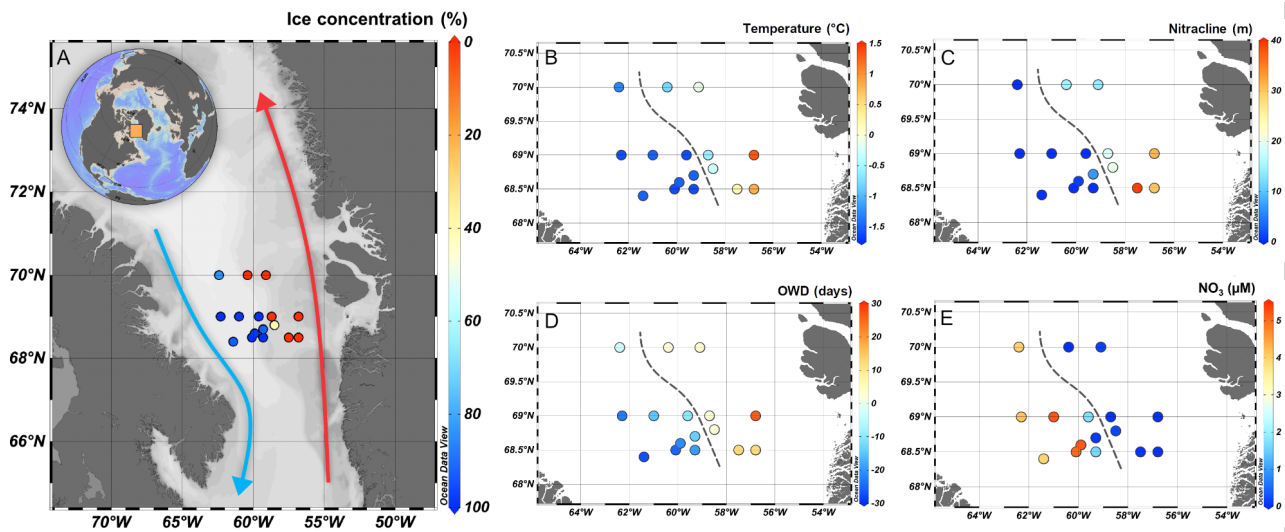 Ice concentration (%)
A
74°N
72°N
70°N
68°N
66°N
70°W 65°W 60°W 55°W 50°W
0
20
40
60
80
100
Ocean Data View
B
Temperature (°C)
70.5°N
70°N
69.5°N
69°N
68.5°N
68°N
64°W 62°W 60°W 58°W 56°W 54°W
1.5
1
0.5
0
-0.5
-1
-1.5
Ocean Data View
C
Nitracline (m)
70.5°N
70°N
69.5°N
69°N
68.5°N
68°N
64°W 62°W 60°W 58°W 56°W 54°W
40
30
20
10
0
Ocean Data View
D
OWD (days)
70.5°N
70°N
69.5°N
69°N
68.5°N
68°N
64°W 62°W 60°W 58°W 56°W 54°W
30
20
10
0
-10
-20
-30
Ocean Data View
E
NO₃ (µM)
70.5°N
70°N
69.5°N
69°N
68.5°N
68°N
64°W 62°W 60°W 58°W 56°W 54°W
5
4
3
2
1
0
Ocean Data View